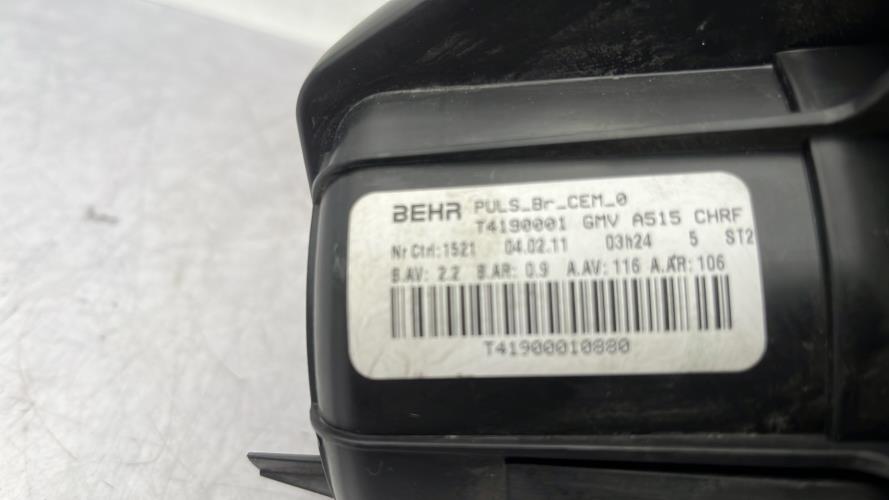 BEHR PULS_Br_CEM_0
T4190001 GMV A515 CHRF
Nr Ctrl:1521 04.02.11 03h24 5 ST2
B.AV: 2.2 B.AR: 0.9 A.AV: 116 A.AR: 106
T41900010880